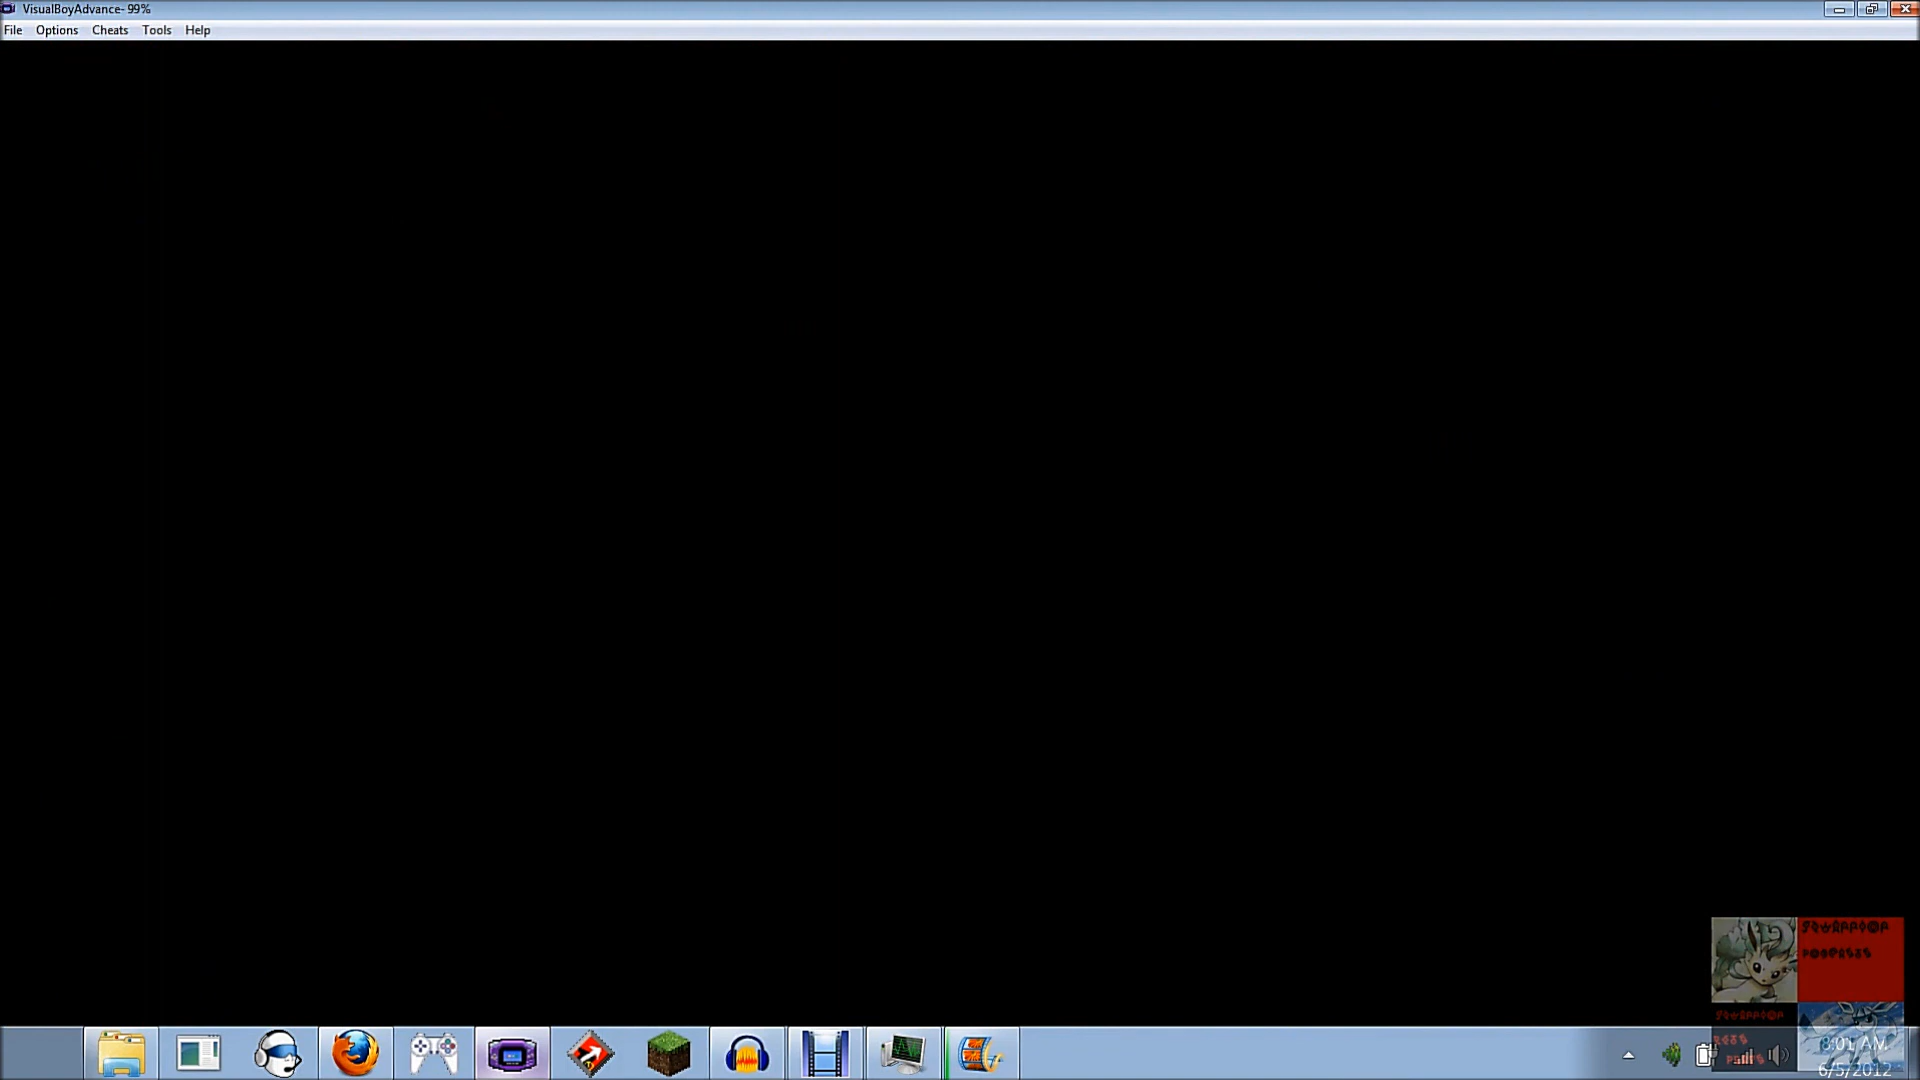 VisualBoyAdvance- 99%
File Options Cheats Tools Help
8:01 AM
6/5/2012